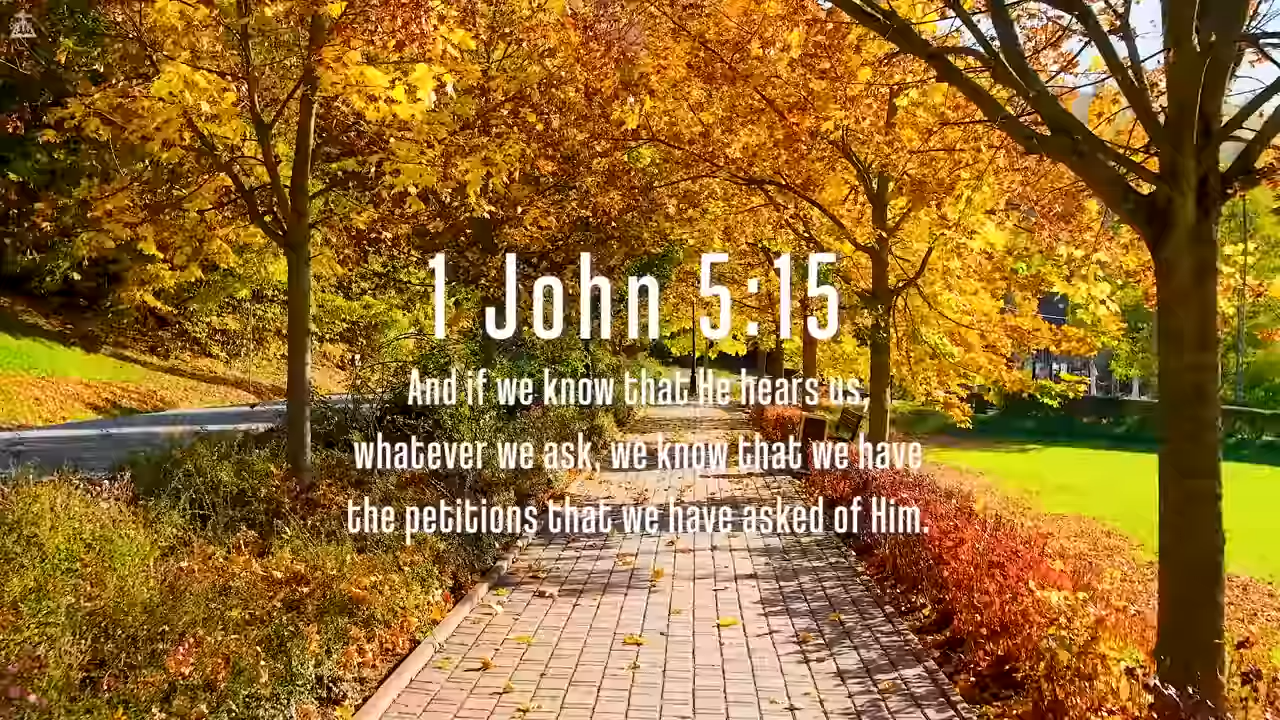 1 John 5:15
And if we know that He hears us,
whatever we ask, we know that we have
the petitions that we have asked of Him.